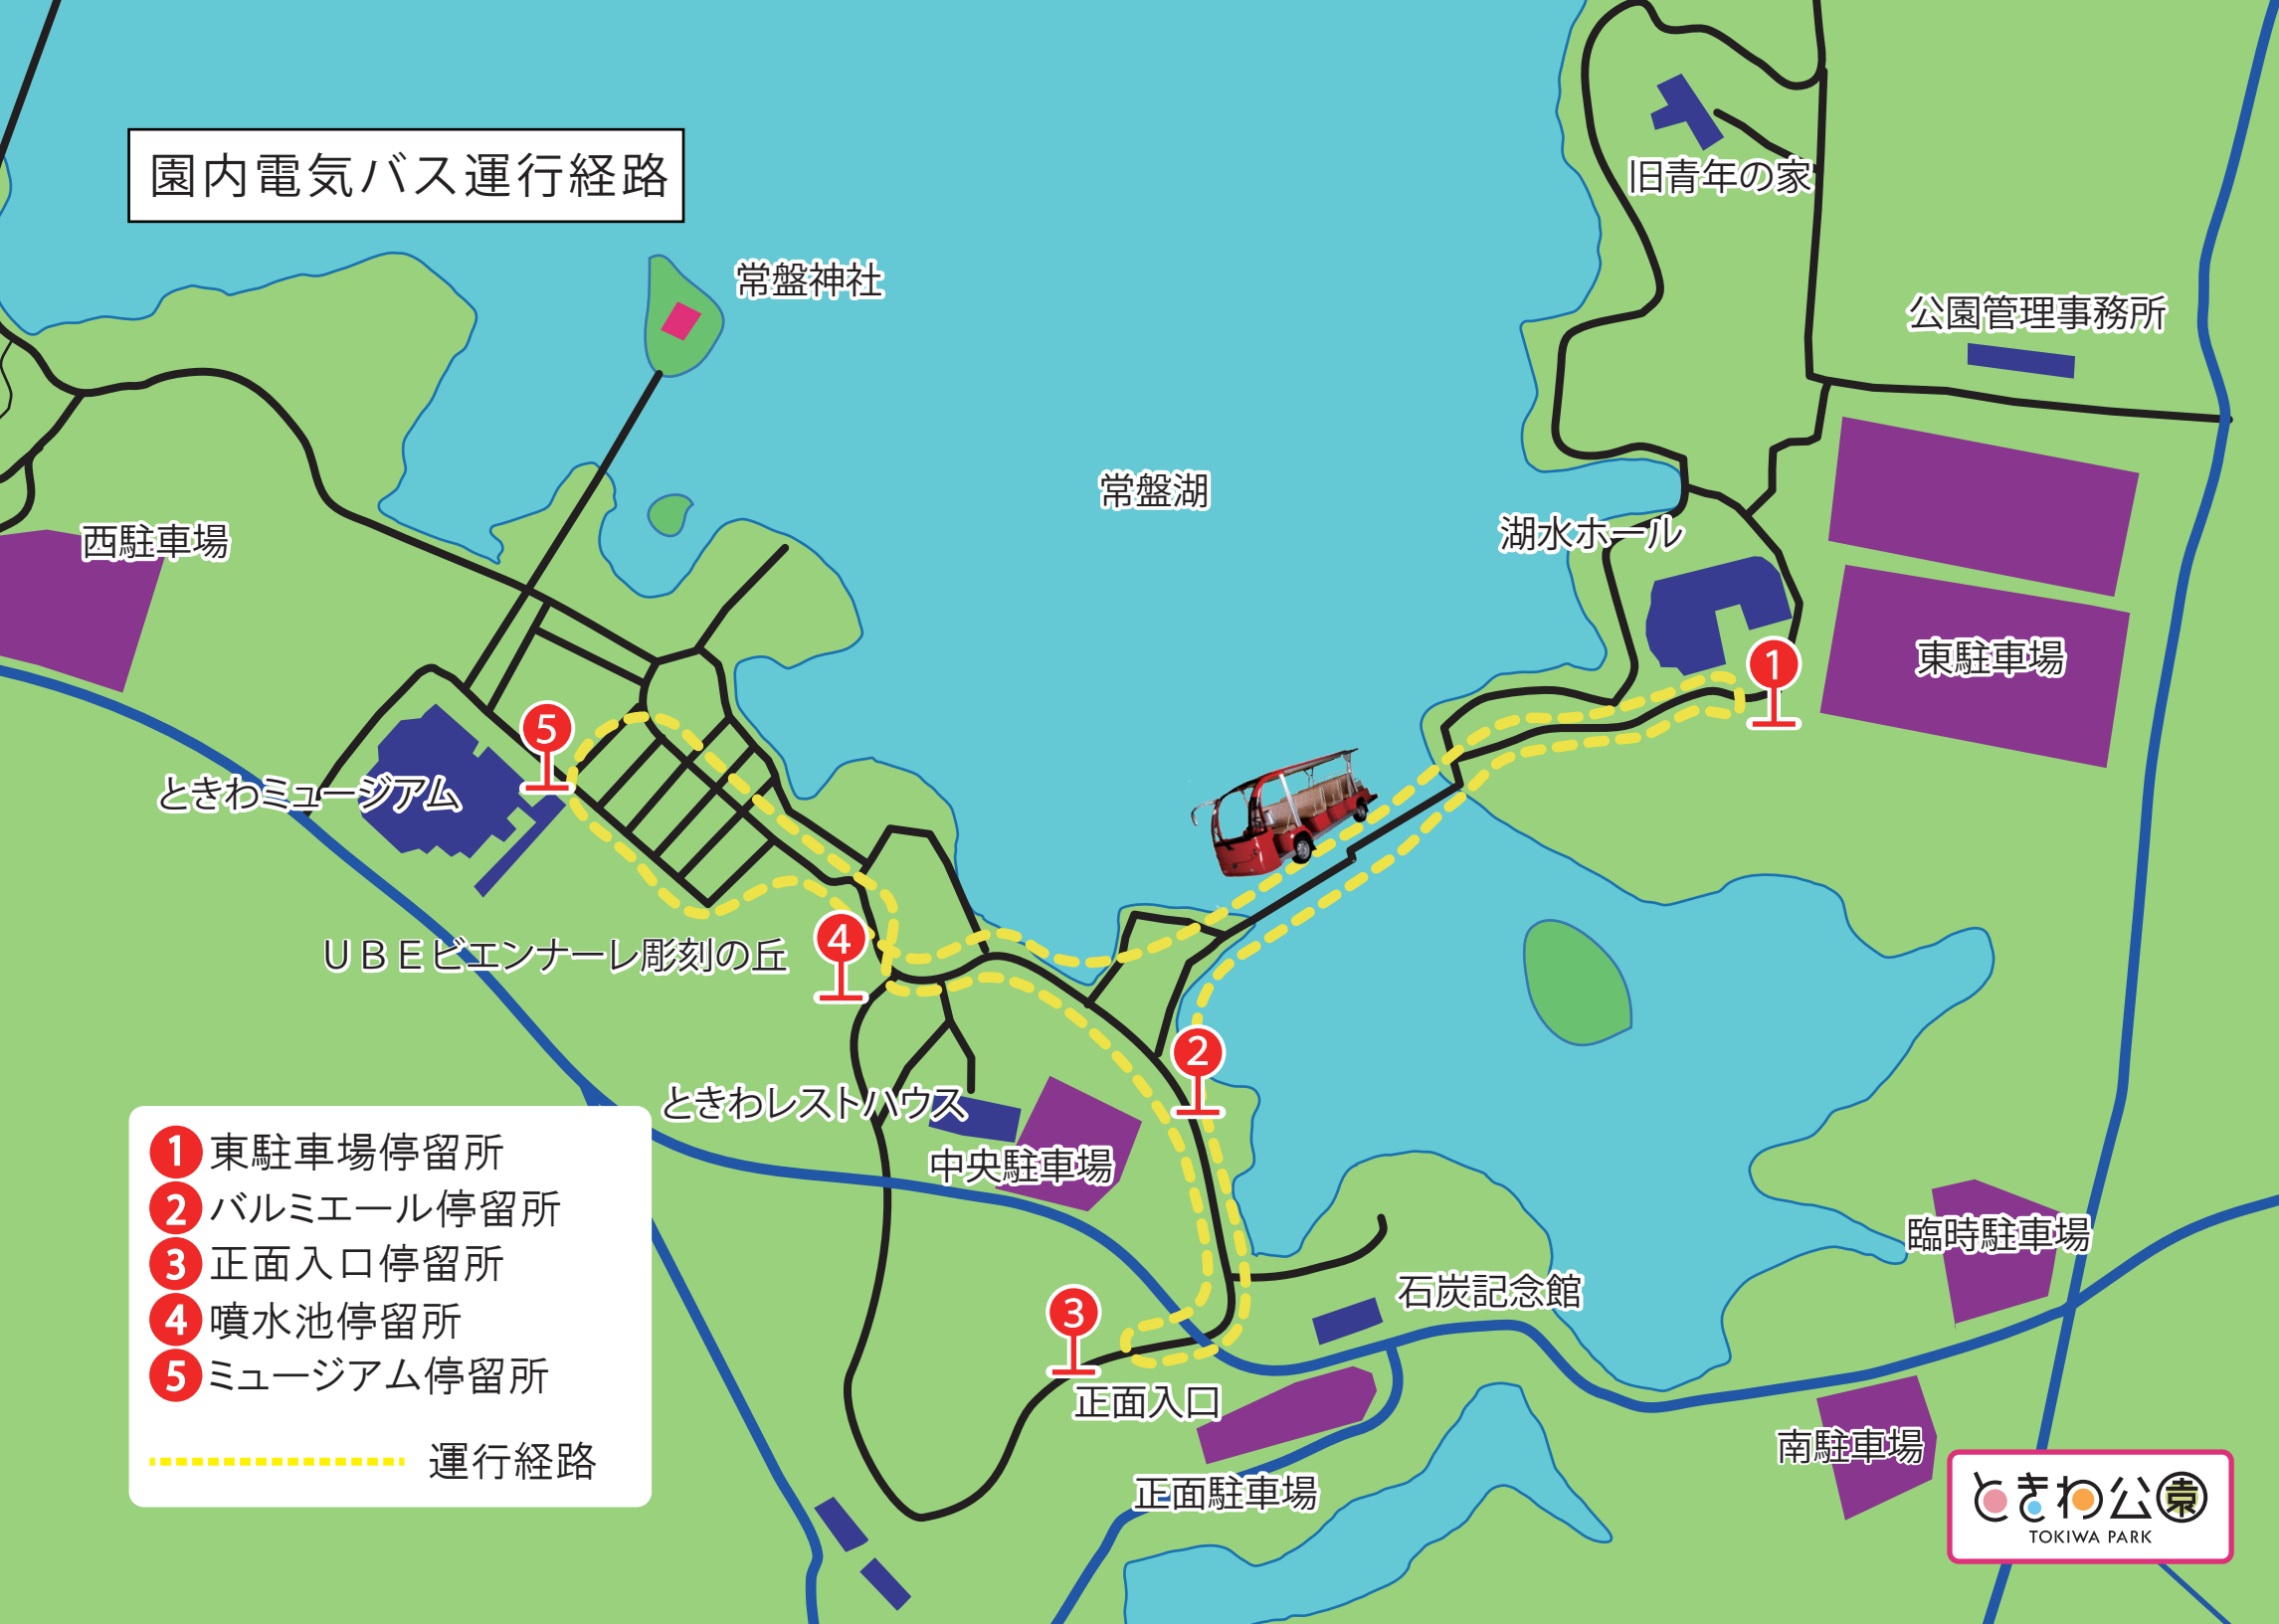 園内電気バス運行経路
旧青年の家
常盤神社
公園管理事務所
常盤湖
湖水ホール
西駐車場
東駐車場
1
5
ときわミュージアム
4
UBEビエンナーレ彫刻の丘
2
ときわレストハウス
中央駐車場
臨時駐車場
石炭記念館
3
正面入口
南駐車場
正面駐車場
1 東駐車場停留所
2 バルミエール停留所
3 正面入口停留所
4 噴水池停留所
5 ミュージアム停留所
運行経路
ときわ公園
TOKIWA PARK